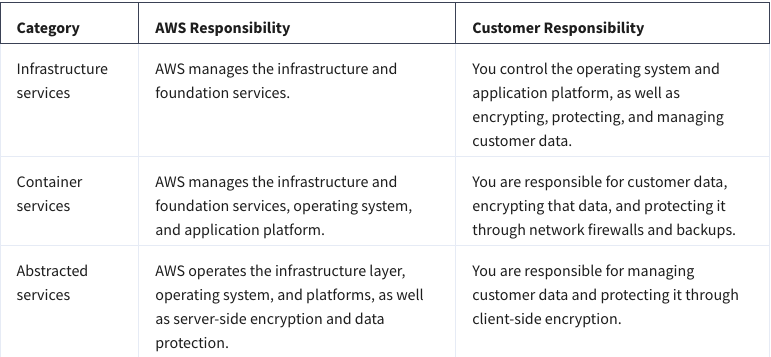 Category AWS Responsibility Customer Responsibility
Infrastructure services
AWS manages the infrastructure and
foundation services.
You control the operating system and
application platform, as well as
encrypting, protecting, and managing
customer data.
Container
services
AWS manages the infrastructure and
foundation services, operating system,
and application platform.
You are responsible for customer data,
encrypting that data, and protecting it
through network firewalls and backups.
Abstracted
services
AWS operates the infrastructure layer,
operating system, and platforms, as well
as server-side encryption and data
protection.
You are responsible for managing
customer data and protecting it through
client-side encryption.